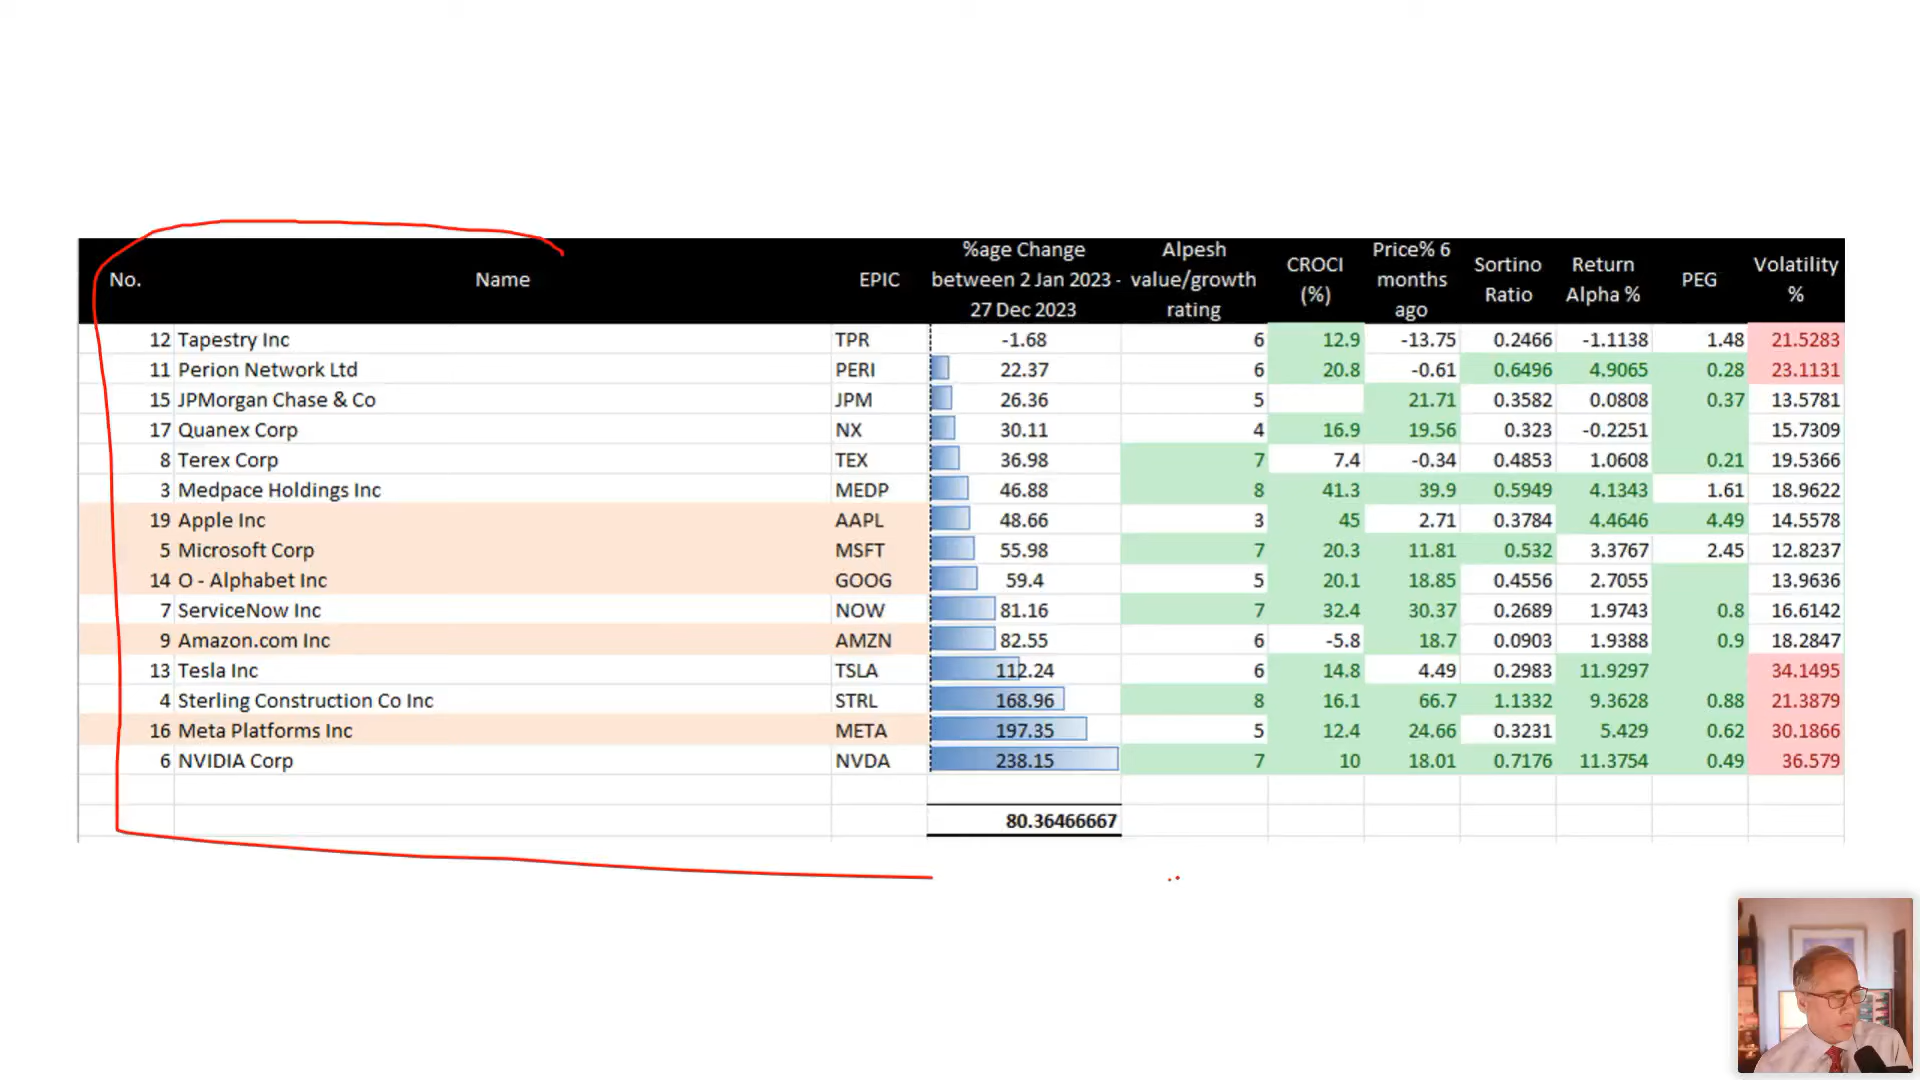 No. Name EPIC %age Change between 2 Jan 2023 - 27 Dec 2023 Alpesh value/growth rating CROCI (%) Price% 6 months ago Sortino Ratio Return Alpha % PEG Volatility %
12 Tapestry Inc TPR -1.68 6 12.9 -13.75 0.2466 -1.1138 1.48 21.5283
11 Perion Network Ltd PERI 22.37 6 20.8 -0.61 0.6496 4.9065 0.28 23.1131
15 JPMorgan Chase & Co JPM 26.36 5 21.71 0.3582 0.0808 0.37 13.5781
17 Quanex Corp NX 30.11 4 16.9 19.56 0.323 -0.2251 15.7309
8 Terex Corp TEX 36.98 7 7.4 -0.34 0.4853 1.0608 0.21 19.5366
3 Medpace Holdings Inc MEDP 46.88 8 41.3 39.9 0.5949 4.1343 1.61 18.9622
19 Apple Inc AAPL 48.66 3 45 2.71 0.3784 4.4646 4.49 14.5578
5 Microsoft Corp MSFT 55.98 7 20.3 11.81 0.532 3.3767 2.45 12.8237
14 O - Alphabet Inc GOOG 59.4 5 20.1 18.85 0.4556 2.7055 13.9636
7 ServiceNow Inc NOW 81.16 7 32.4 30.37 0.2689 1.9743 0.8 16.6142
9 Amazon.com Inc AMZN 82.55 6 -5.8 18.7 0.0903 1.9388 0.9 18.2847
13 Tesla Inc TSLA 112.24 6 14.8 4.49 0.2983 11.9297 34.1495
4 Sterling Construction Co Inc STRL 168.96 8 16.1 66.7 1.1332 9.3628 0.88 21.3879
16 Meta Platforms Inc META 197.35 5 12.4 24.66 0.3231 5.429 0.62 30.1866
6 NVIDIA Corp NVDA 238.15 7 10 18.01 0.7176 11.3754 0.49 36.579
80.36466667